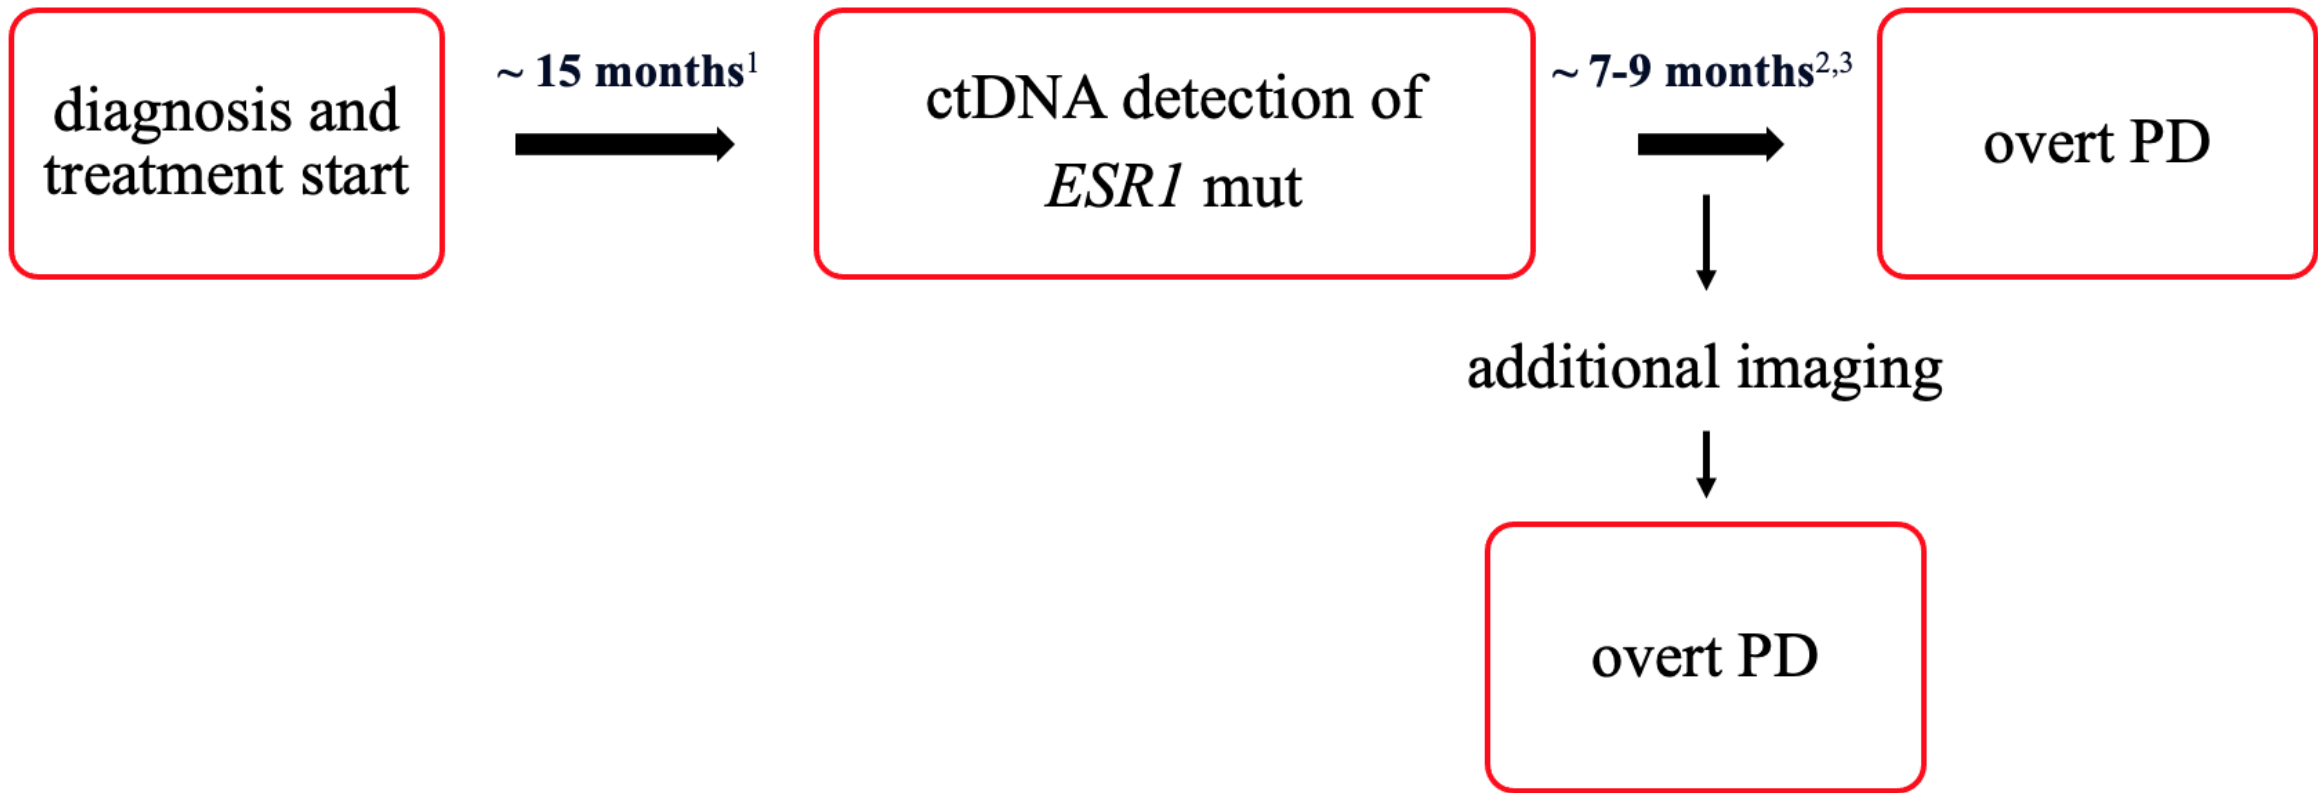 diagnosis and
treatment start
~ 15 months¹
ctDNA detection of
ESR1 mut
~ 7-9 months²,³
overt PD
additional imaging
overt PD